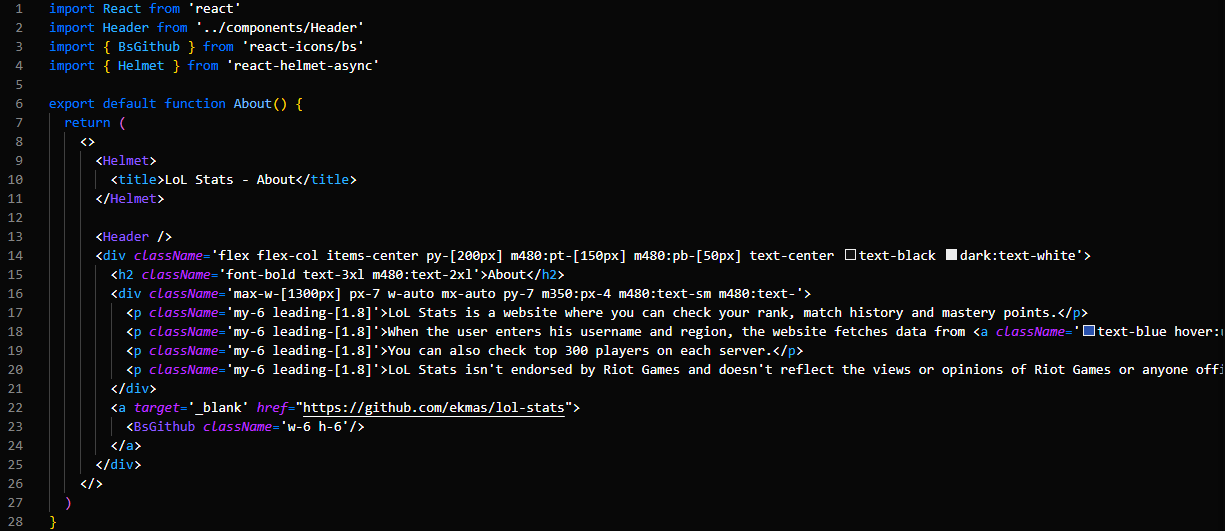 1 import React from 'react'
2 import Header from '../components/Header'
3 import { BsGithub } from 'react-icons/bs'
4 import { Helmet } from 'react-helmet-async'
5
6 export default function About() {
7   return (
8     <>
9       <Helmet>
10         <title>LoL Stats - About</title>
11       </Helmet>
12
13       <Header />
14       <div className='flex flex-col items-center py-[200px] m480:pt-[150px] m480:pb-[50px] text-center text-black dark:text-white'>
15         <h2 className='font-bold text-3xl m480:text-2xl'>About</h2>
16         <div className='max-w-[1300px] px-7 w-auto mx-auto py-7 m350:px-4 m480:text-sm m480:text-'>
17           <p className='my-6 leading-[1.8]'>LoL Stats is a website where you can check your rank, match history and mastery points.</p>
18           <p className='my-6 leading-[1.8]'>When the user enters his username and region, the website fetches data from <a className='text-blue hover:
19           <p className='my-6 leading-[1.8]'>You can also check top 300 players on each server.</p>
20           <p className='my-6 leading-[1.8]'>LoL Stats isn't endorsed by Riot Games and doesn't reflect the views or opinions of Riot Games or anyone offi
21         </div>
22         <a target='_blank' href="https://github.com/ekmas/lol-stats">
23           <BsGithub className='w-6 h-6'/>
24         </a>
25       </div>
26     </>
27   )
28 }